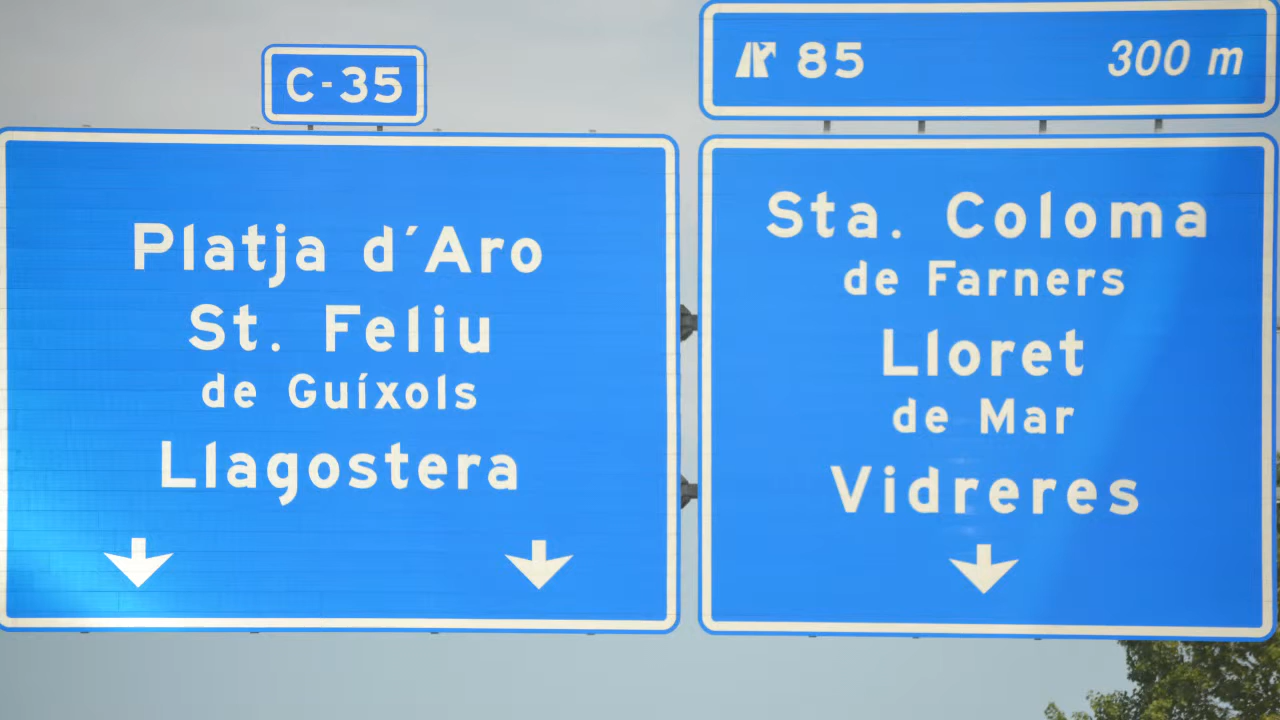 C-35
Platja d´Aro
St. Feliu
de Guíxols
Llagostera
85 300 m
Sta. Coloma
de Farners
Lloret
de Mar
Vidreres